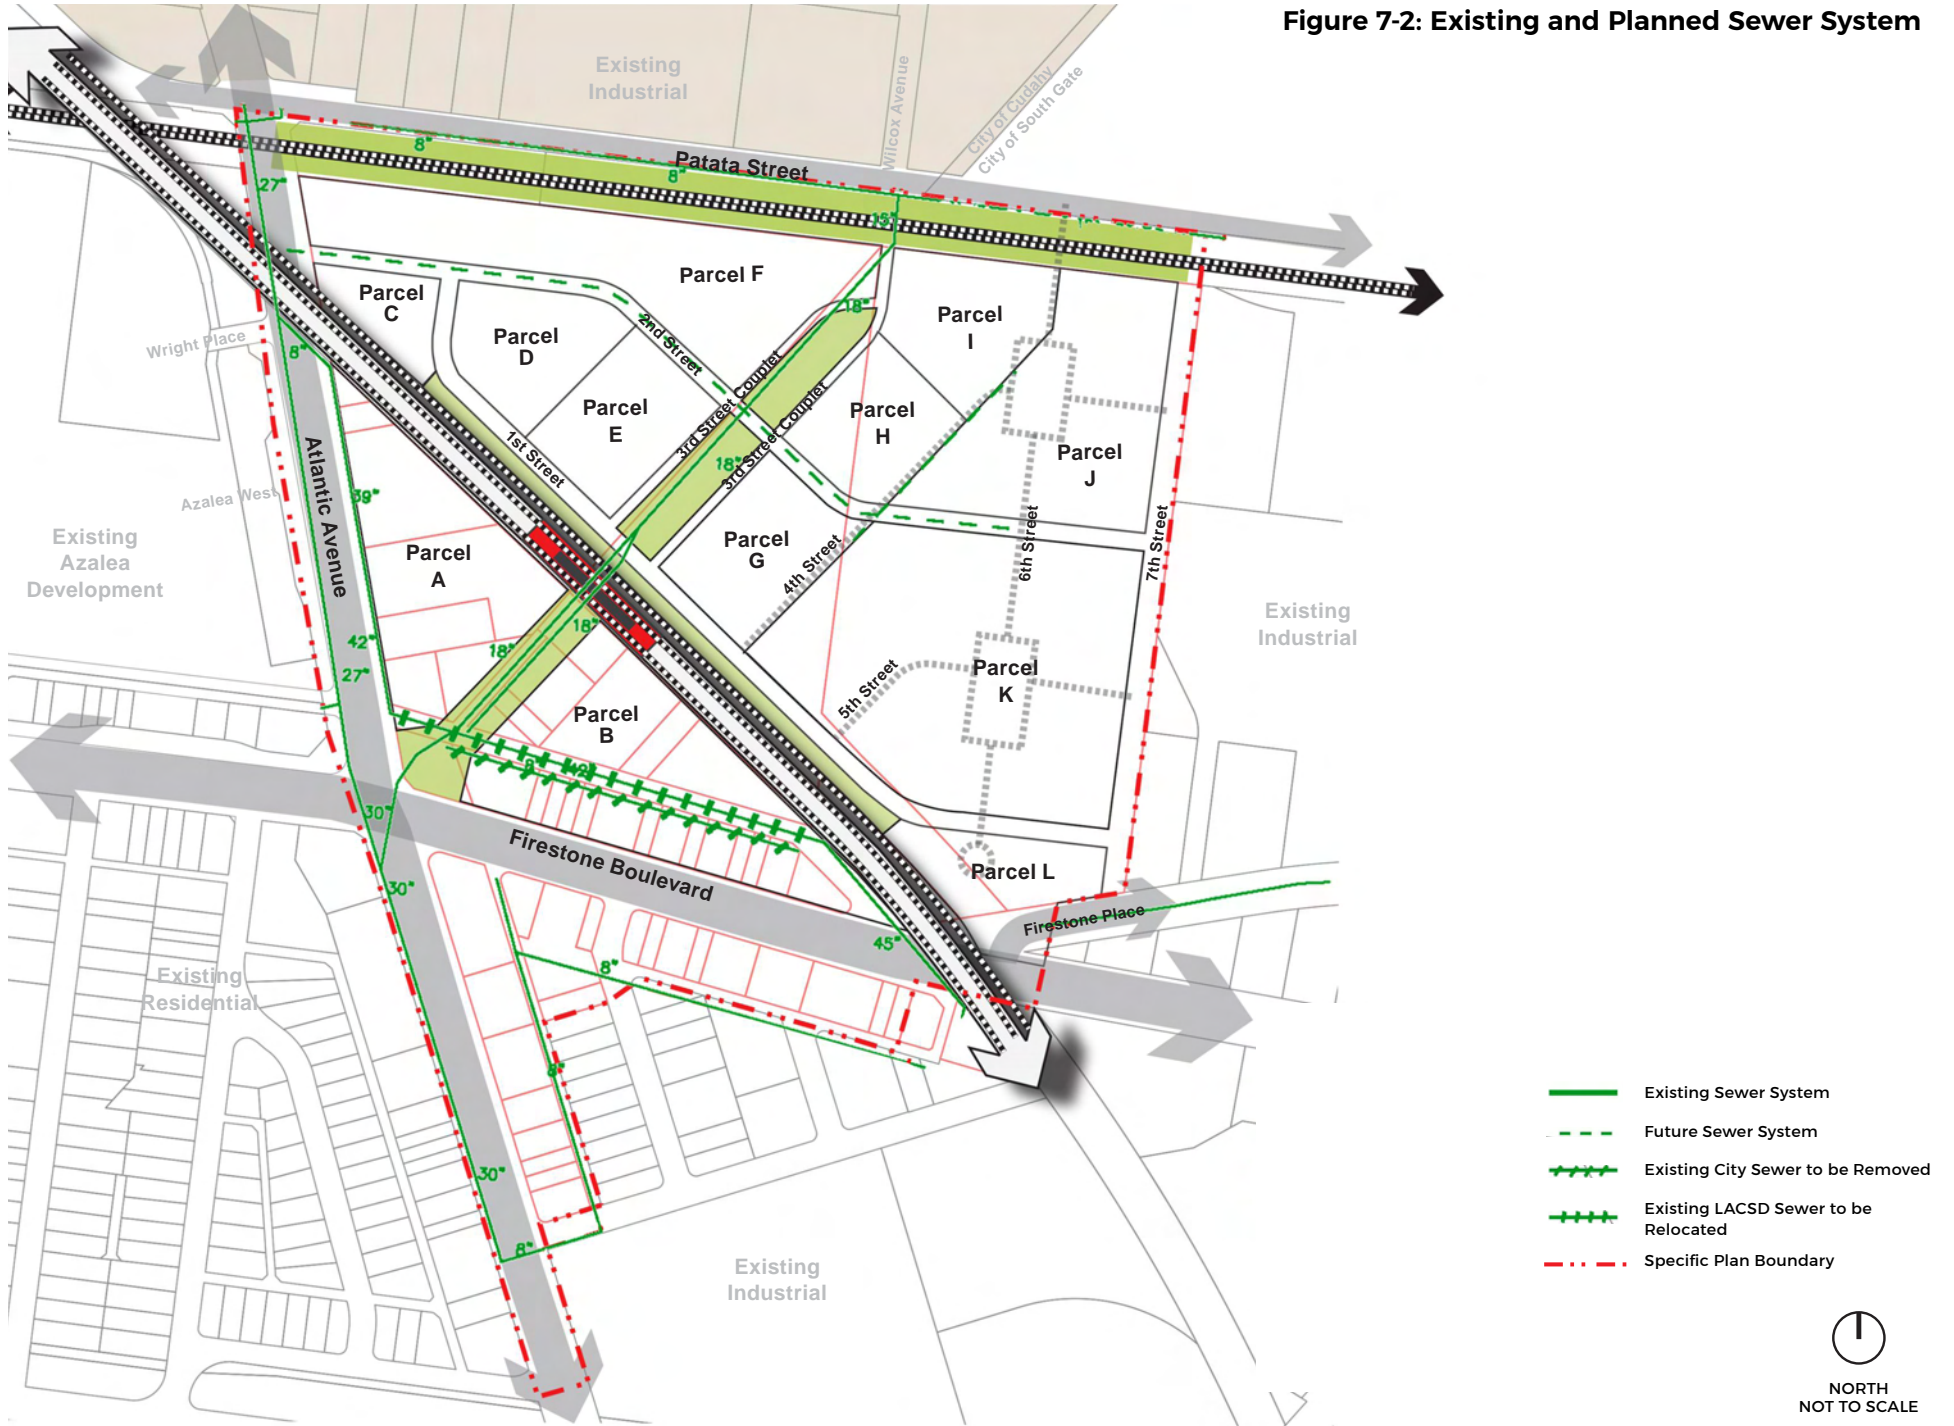 Figure 7-2: Existing and Planned Sewer System
Existing
Industrial
Wilcox Avenue
City of Cudahy
City of South Gate
Patata Street
8"
8"
27"
15"
Parcel F
Parcel
C
Parcel
D
Parcel
E
Parcel
I
Parcel
H
Parcel
J
Parcel
G
Parcel
A
Parcel
B
Parcel
K
Parcel L
18"
2nd Street
3rd Street Couplet
3rd Street Couplet
18"
1st Street
4th Street
5th Street
6th Street
7th Street
Wright Place
8"
Azalea West
39"
Atlantic Avenue
Existing
Azalea
Development
Existing
Industrial
42"
27"
18"
18"
8"
42"
30"
Firestone Boulevard
30"
45"
Firestone Place
8"
Existing
Residential
8"
30"
8"
Existing
Industrial
Existing Sewer System
Future Sewer System
Existing City Sewer to be Removed
Existing LACSD Sewer to be
Relocated
Specific Plan Boundary
NORTH
NOT TO SCALE